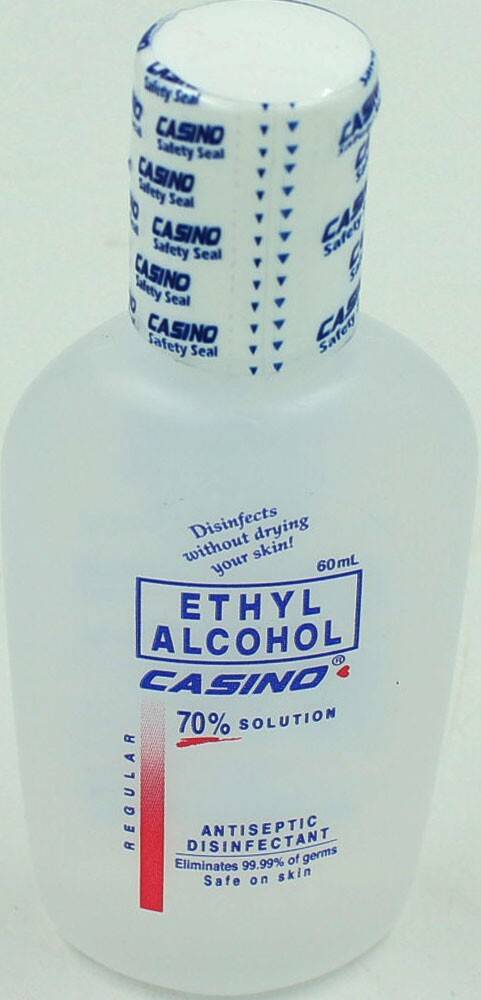 CASINO
Safety Seal
CASINO
Safety Seal
CASINO
Safety Seal
CASINO
Safety Seal
CASINO
Safety Seal
Disinfects
without drying
your skin!
60mL
ETHYL
ALCOHOL
CASINO®
70% SOLUTION
REGULAR
ANTISEPTIC
DISINFECTANT
Eliminates 99.99% of germs
Safe on skin